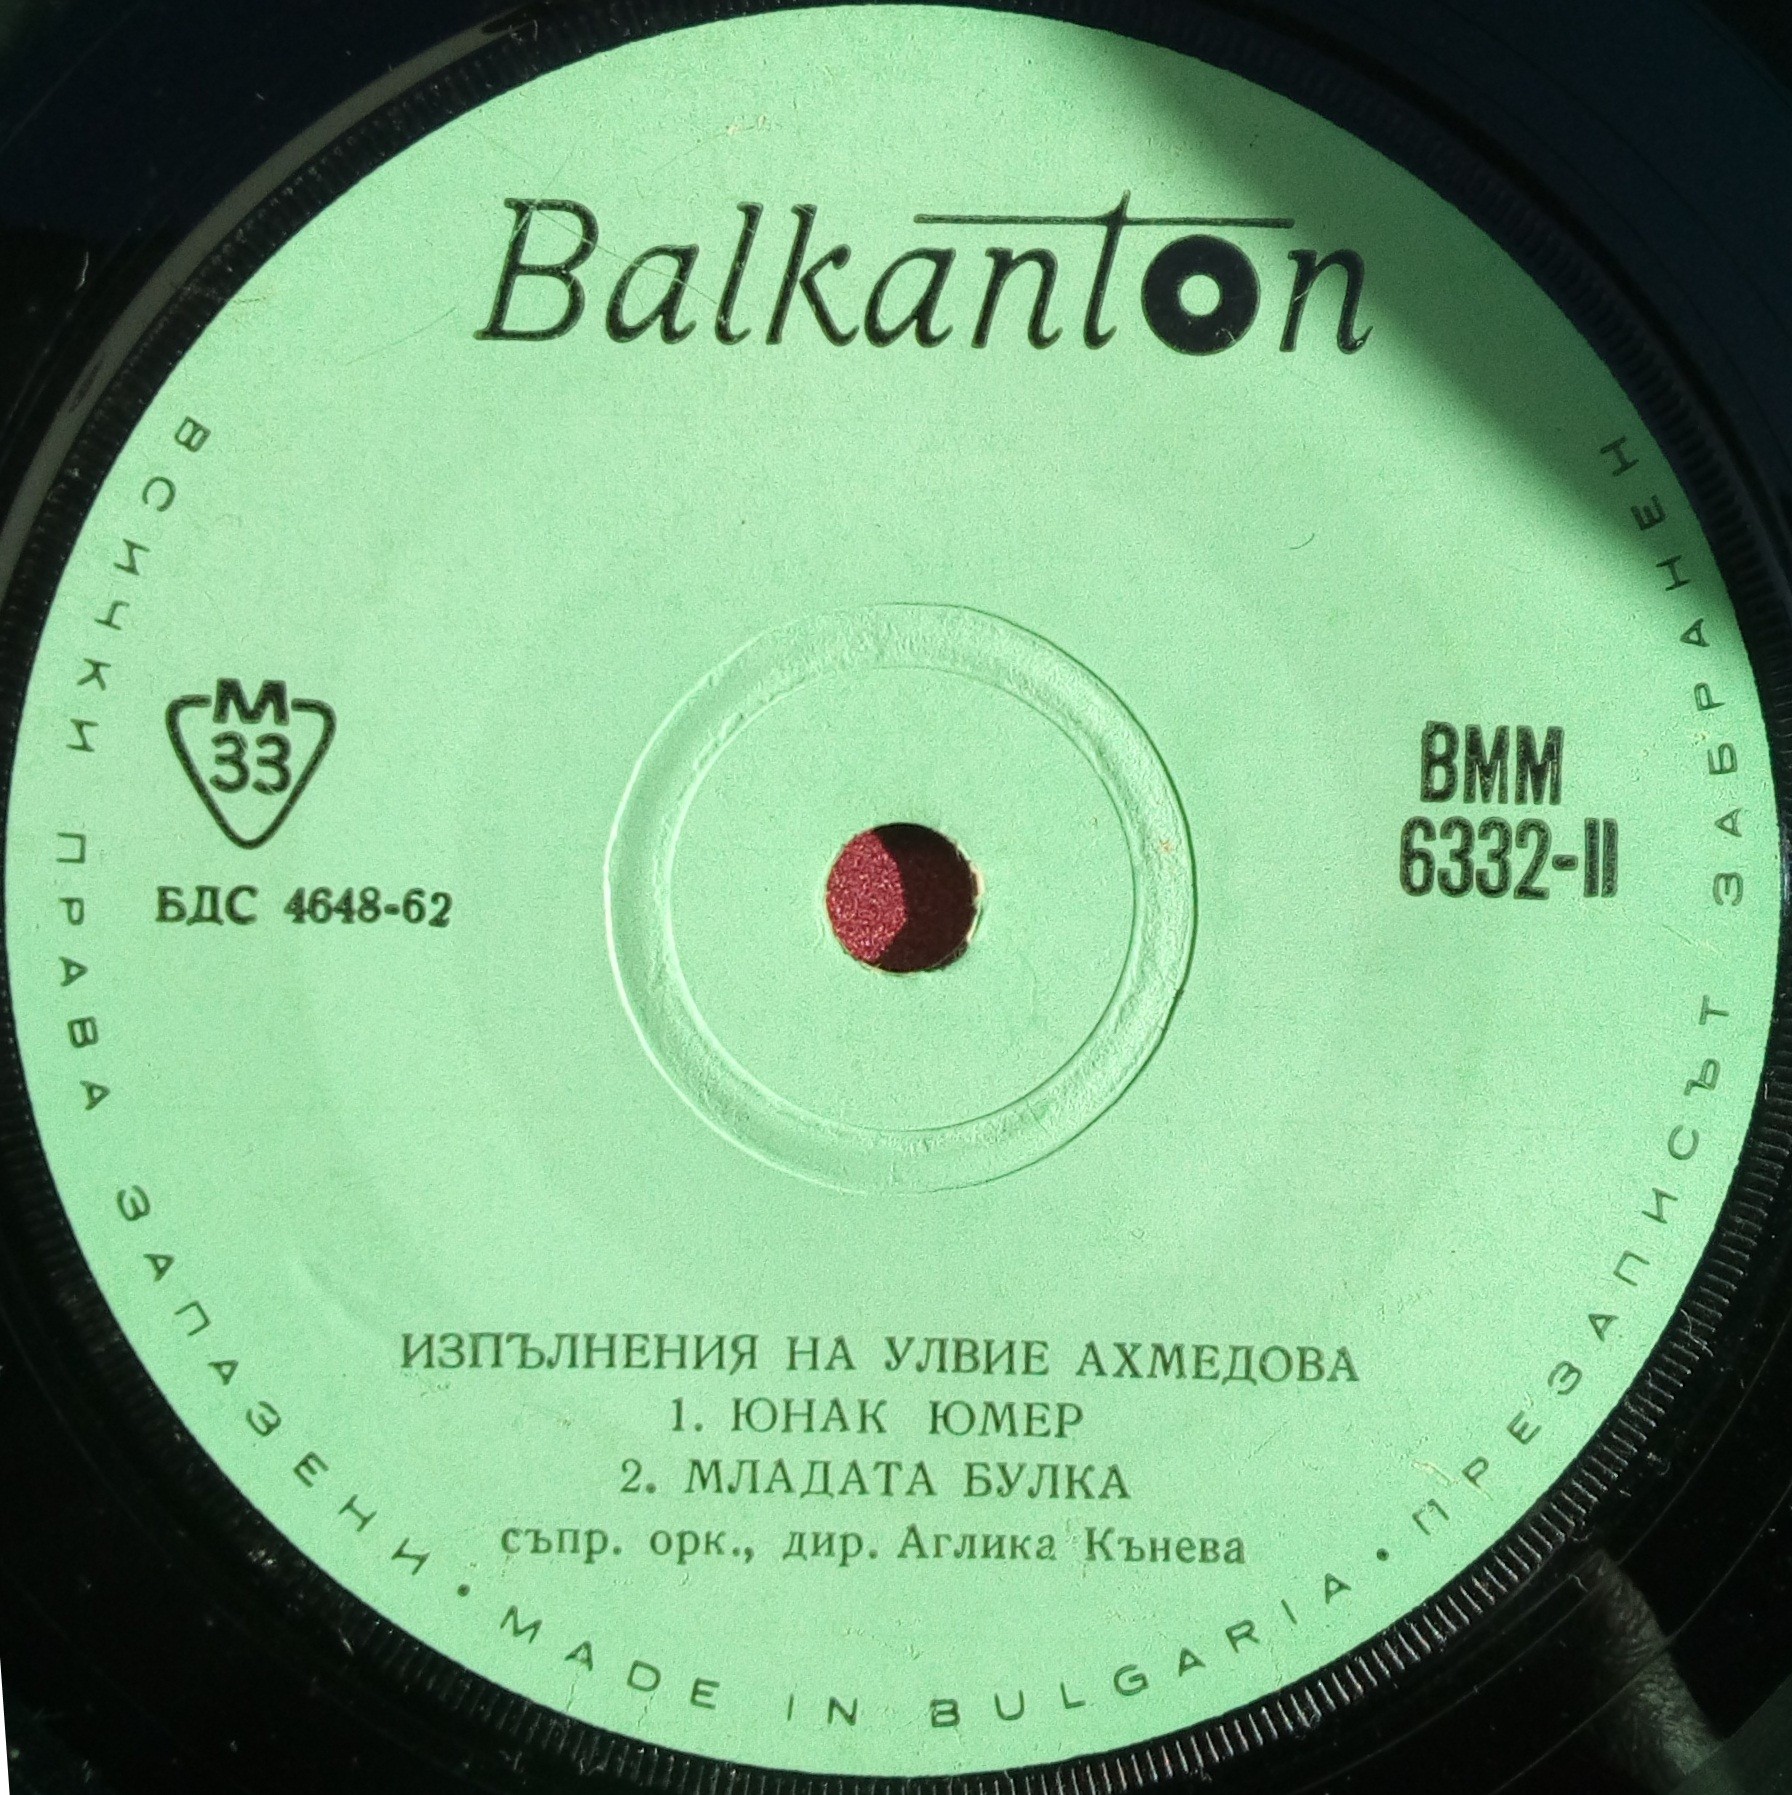 Balkanton
М
33
БДС 4648-62
ВММ
6332-II
ИЗПЪЛНЕНИЯ НА УЛВИЕ АХМЕДОВА
1. ЮНАК ЮМЕР
2. МЛАДАТА БУЛКА
съпр. орк., дир. Аглика Кънева
ВСИЧКИ ПРАВА ЗАПАЗЕНИ • MADE IN BULGARIA • ПРЕЗАПИСЪТ ЗАБРАНЕН